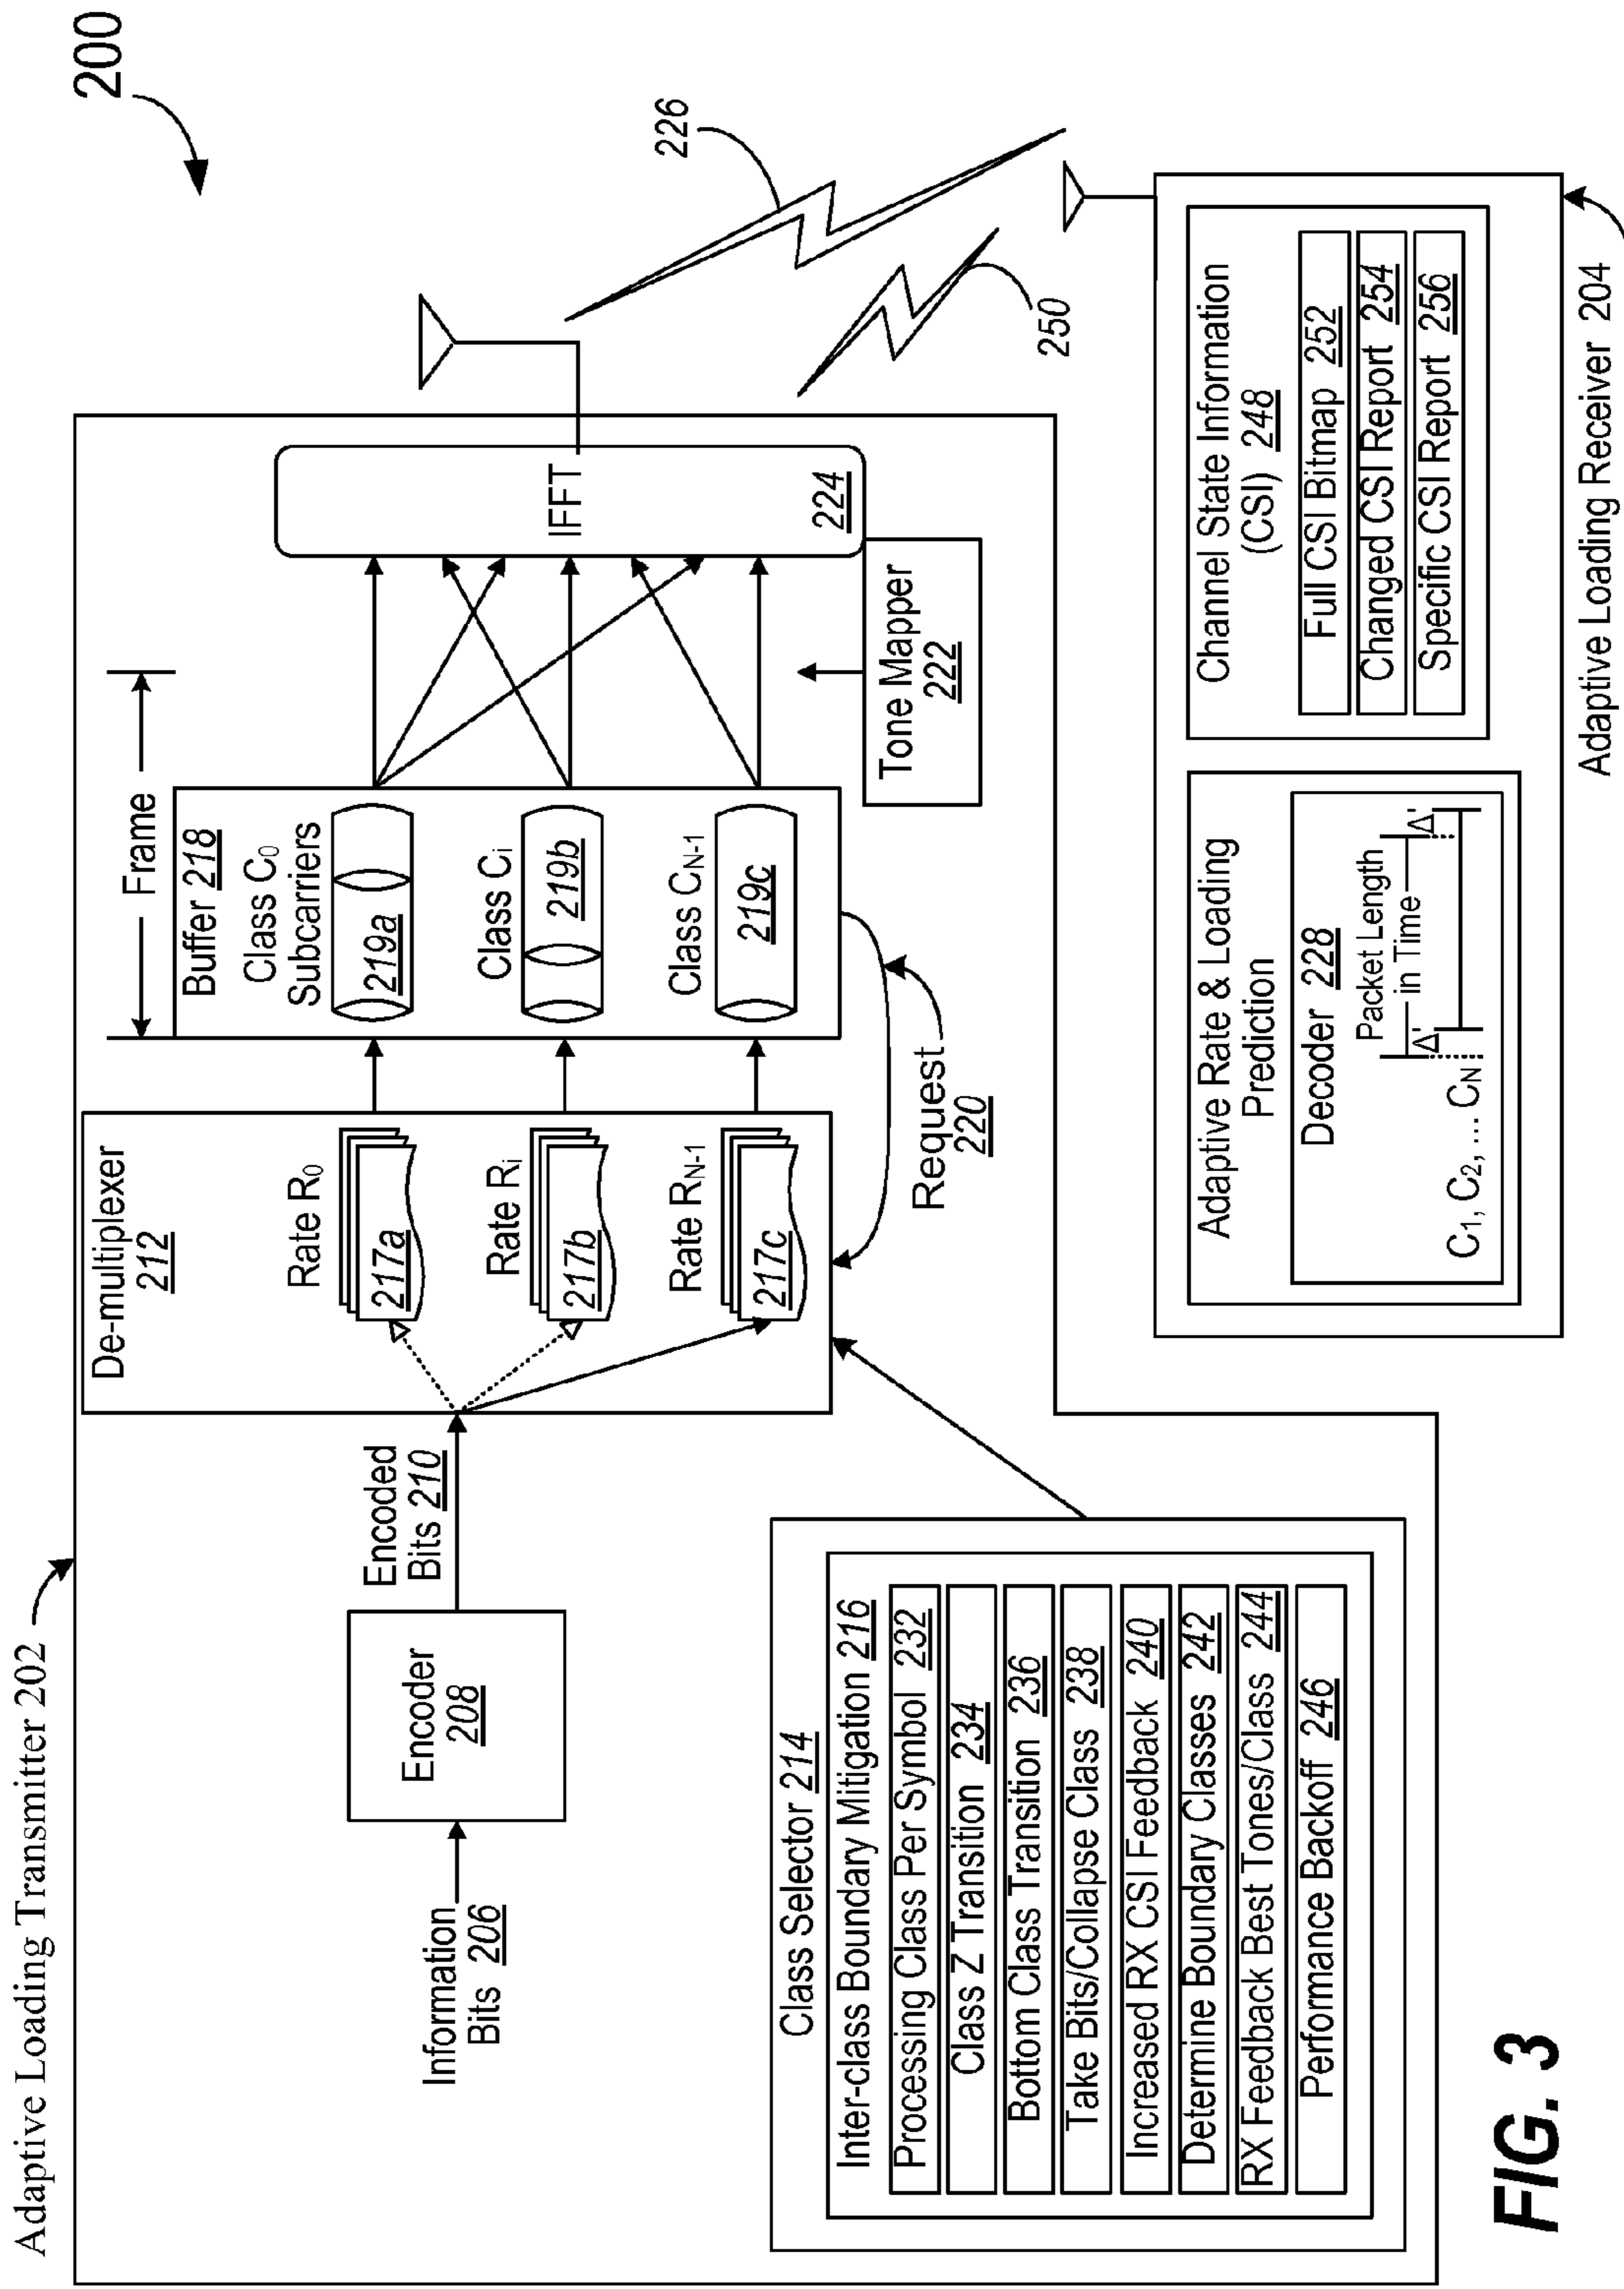 200
Adaptive Loading Transmitter 202
Information
Bits 206
Encoder
208
Encoded
Bits 210
De-multiplexer
212
Rate R0
217a
Rate Ri
217b
Rate RN-1
217c
Frame
Buffer 218
Class C0
Subcarriers
219a
Class Ci
219b
Class CN-1
219c
Request
220
IFFT
224
Tone Mapper
222
226
250
Class Selector 214
Inter-class Boundary Mitigation 216
Processing Class Per Symbol 232
Class Z Transition 234
Bottom Class Transition 236
Take Bits/Collapse Class 238
Increased RX CSI Feedback 240
Determine Boundary Classes 242
RX Feedback Best Tones/Class 244
Performance Backoff 246
Adaptive Rate & Loading
Prediction
Decoder 228
Packet Length
in Time
Δ' Δ'
C1, C2, ... CN
Channel State Information
(CSI) 248
Full CSI Bitmap 252
Changed CSI Report 254
Specific CSI Report 256
Adaptive Loading Receiver 204
FIG. 3